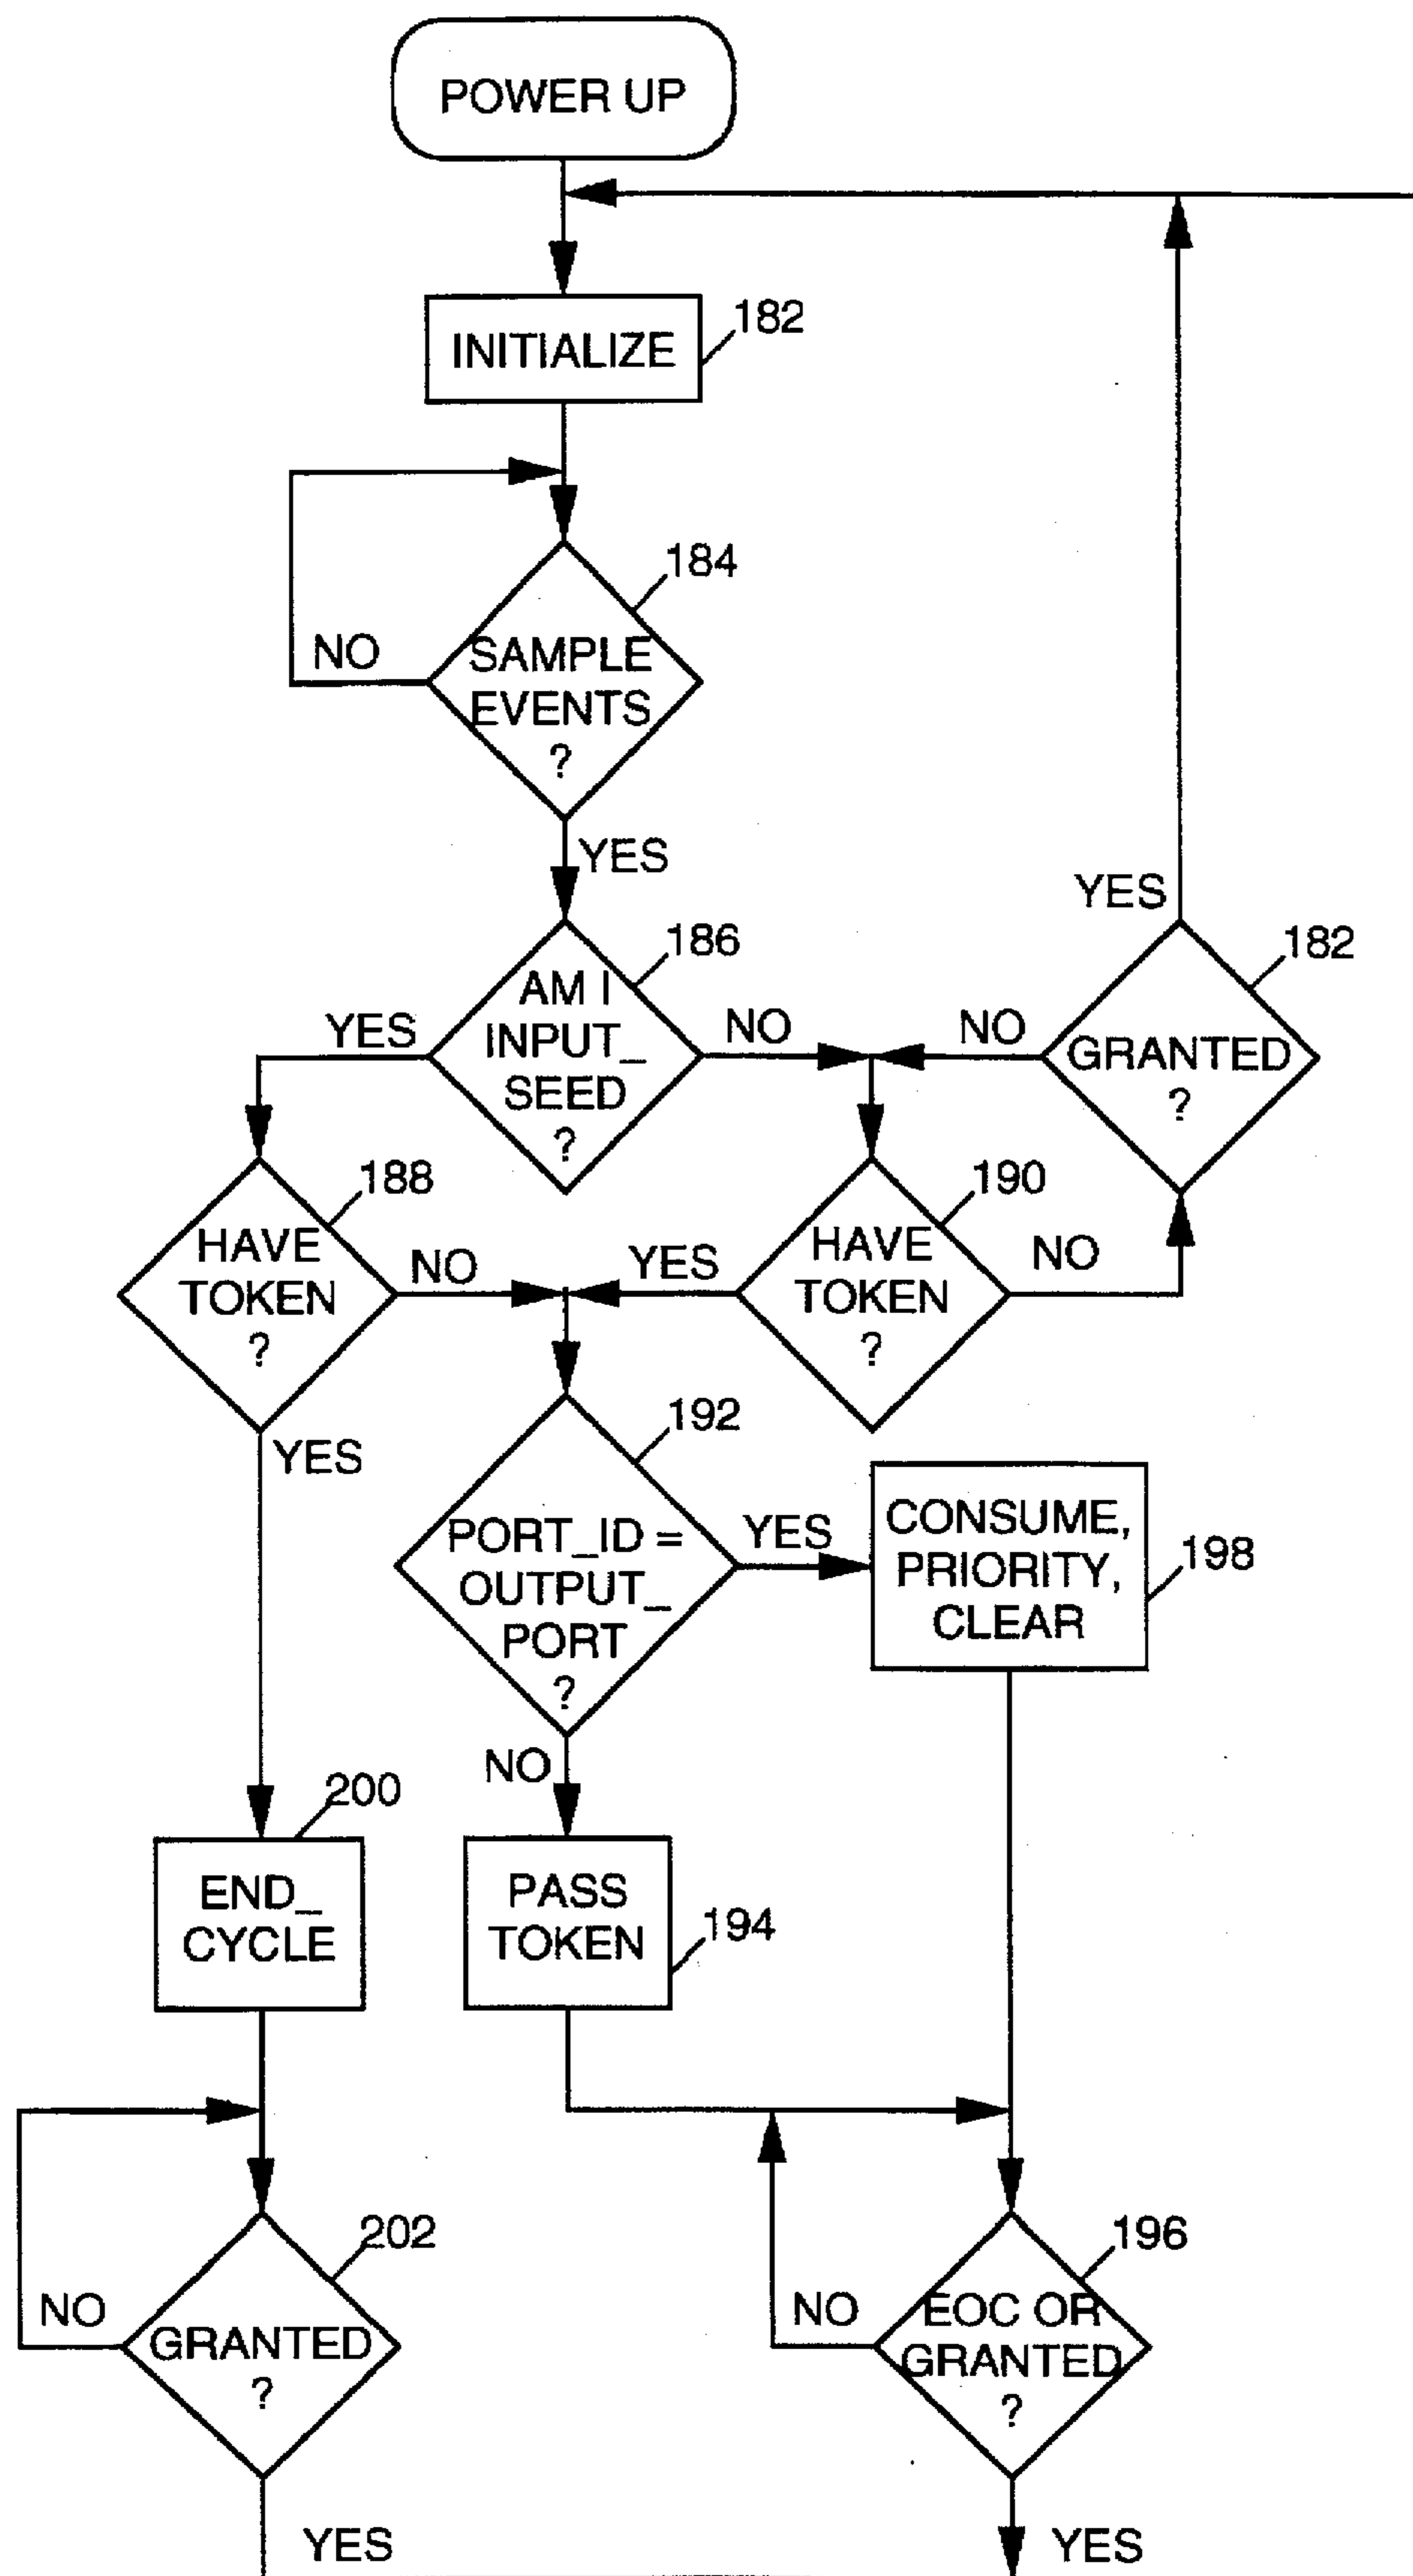 POWER UP
INITIALIZE
182
184
NO
SAMPLE
EVENTS
?
YES
186
AM I
INPUT_
SEED
?
YES
NO
YES
182
NO
GRANTED
?
188
HAVE
TOKEN
?
NO
YES
190
HAVE
TOKEN
?
NO
YES
192
PORT_ID =
OUTPUT_
PORT
?
YES
CONSUME,
PRIORITY,
CLEAR
198
NO
200
END_
CYCLE
PASS
TOKEN
194
202
NO
GRANTED
?
YES
196
NO
EOC OR
GRANTED
?
YES